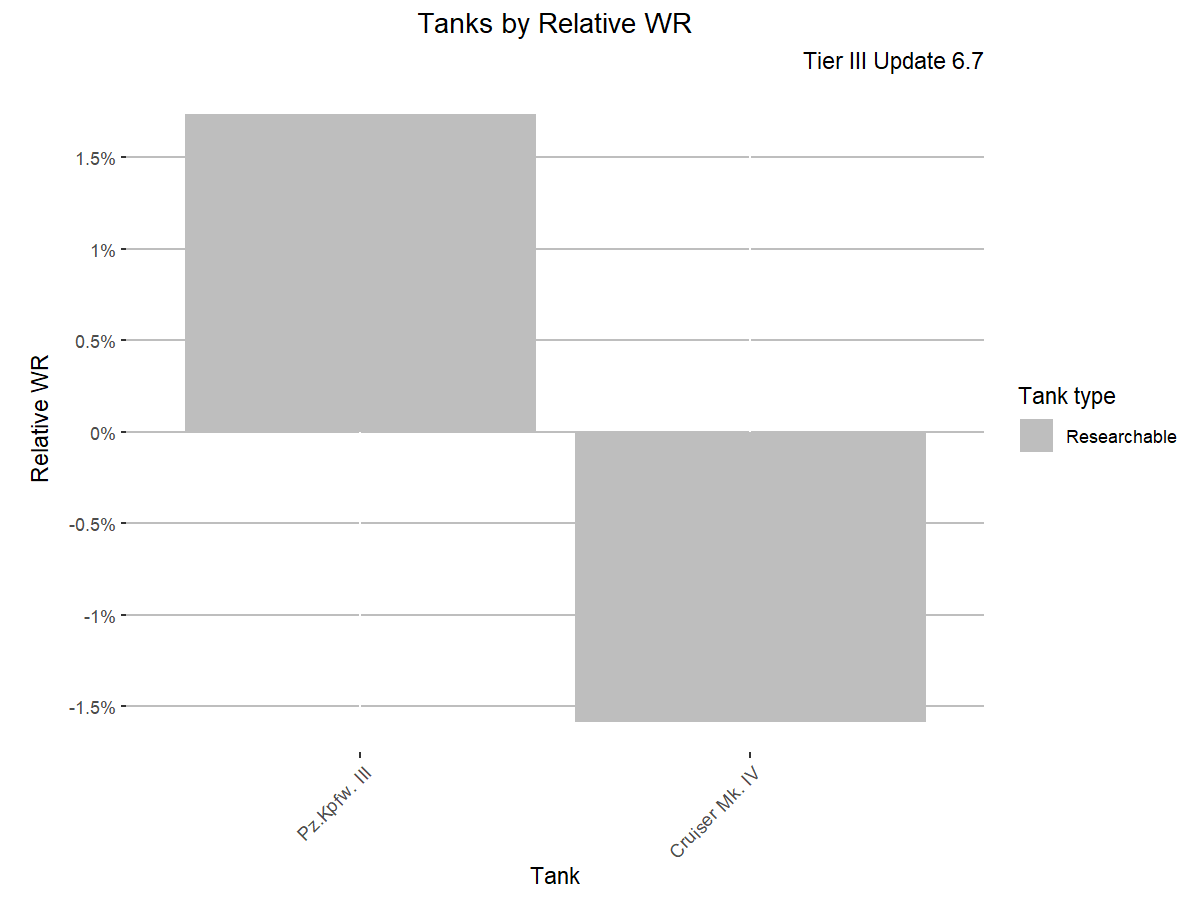 Tanks by Relative WR
Tier III Update 6.7
Relative WR
1.5%
1%
0.5%
0%
-0.5%
-1%
-1.5%
Pz.Kpfw. III
Cruiser Mk. IV
Tank
Tank type
Researchable